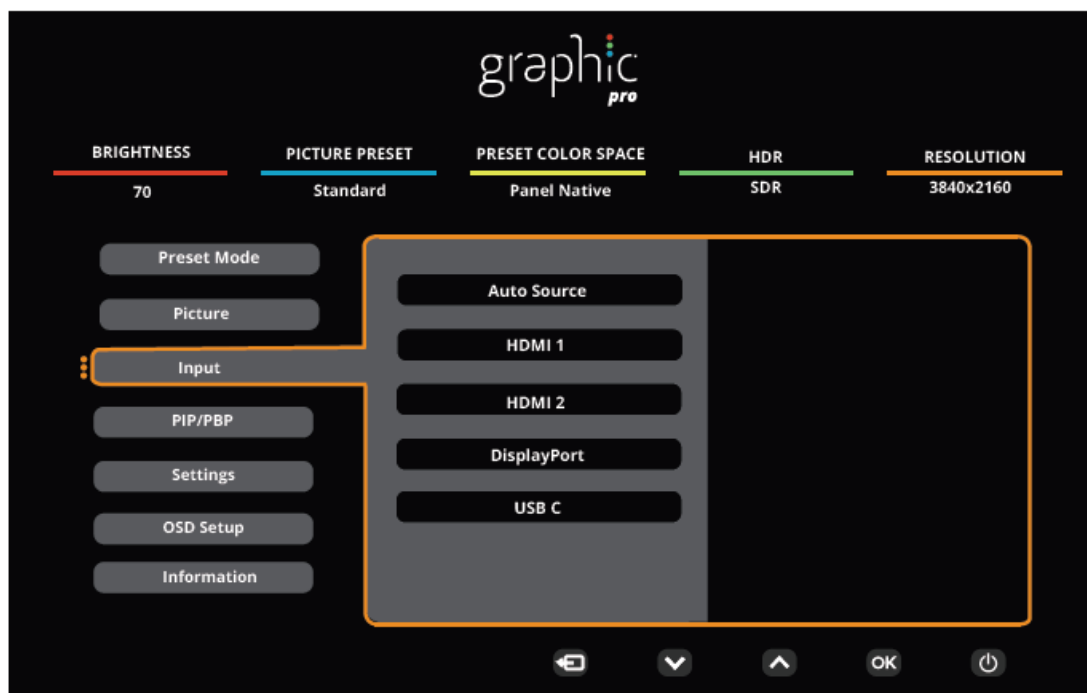 graphic
pro
BRIGHTNESS
70
PICTURE PRESET
Standard
PRESET COLOR SPACE
Panel Native
HDR
SDR
RESOLUTION
3840x2160
Preset Mode
Picture
Input
PIP/PBP
Settings
OSD Setup
Information
Auto Source
HDMI 1
HDMI 2
DisplayPort
USB C
OK